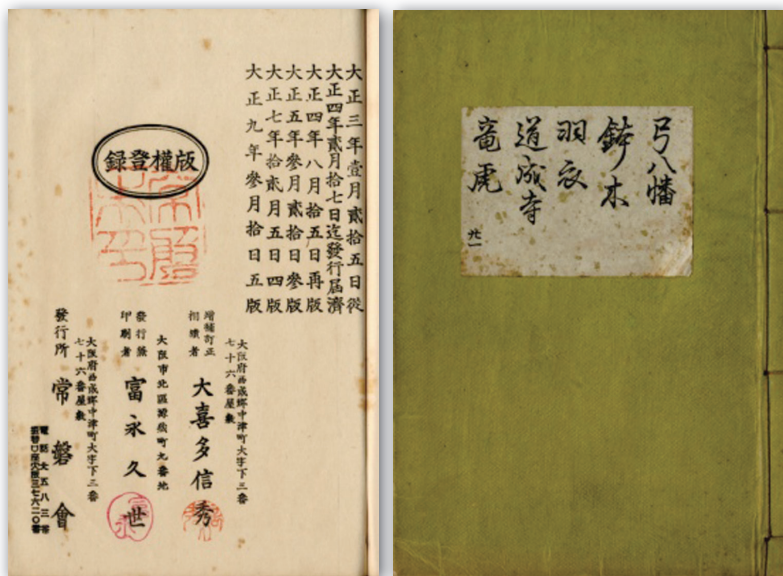 弓八幡
鉢木
羽衣
道成寺
竜虎
大正三年壹月貳拾五日從
大正四年貳月拾七日迄發行屆濟
大正四年八月拾五日再版
大正五年參月貳拾日參版
大正七年拾貳月五日四版
大正九年參月拾日五版
版權登録
大阪府西成郡中津町大字下三番
七十六番屋敷
增補訂正
相續者
大喜多信秀
大阪市北區源藏町九番地
發行兼
印刷者
富永久世
大阪府西成郡中津町大字下三番
七十六番屋敷
發行所 常磐會